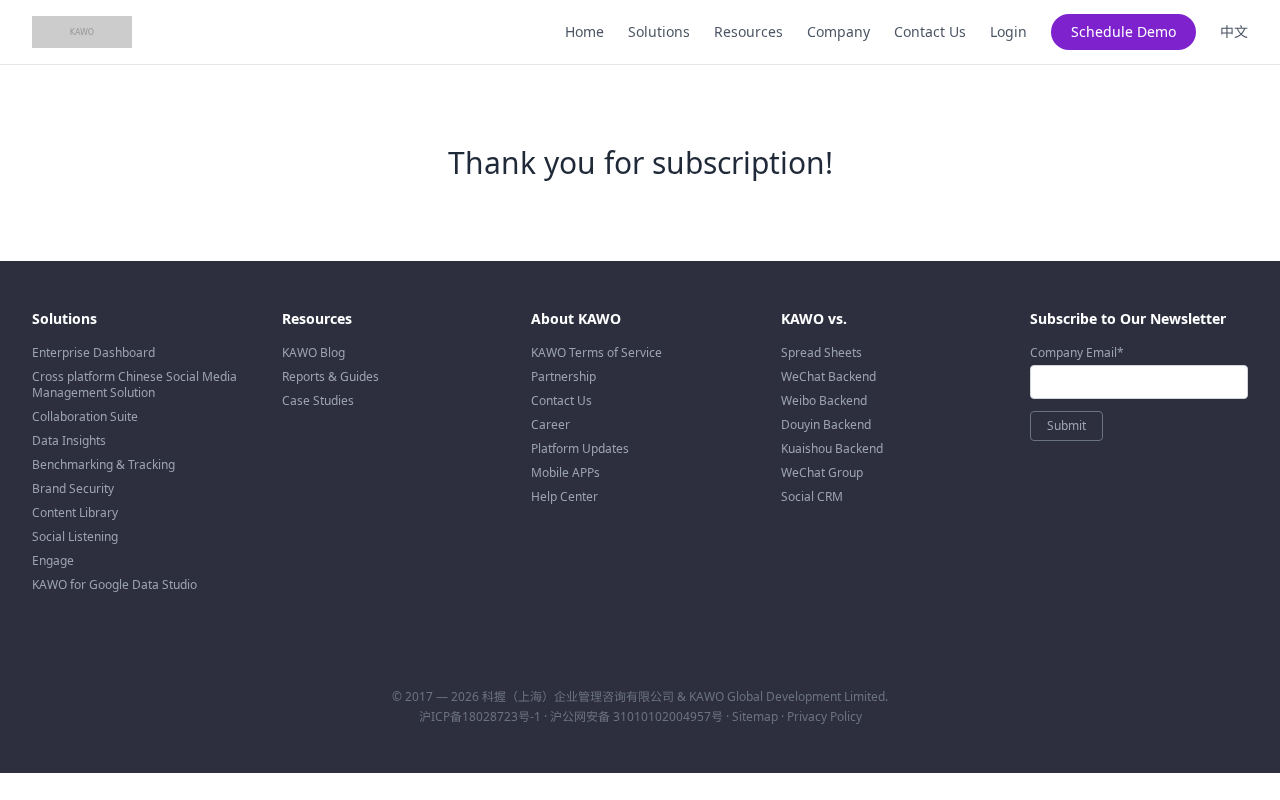 KAWO
Home
Solutions
Resources
Company
Contact Us
Login
Schedule Demo
中文
Thank you for subscription!
Solutions
Enterprise Dashboard
Cross platform Chinese Social Media
Management Solution
Collaboration Suite
Data Insights
Benchmarking & Tracking
Brand Security
Content Library
Social Listening
Engage
KAWO for Google Data Studio
Resources
KAWO Blog
Reports & Guides
Case Studies
About KAWO
KAWO Terms of Service
Partnership
Contact Us
Career
Platform Updates
Mobile APPs
Help Center
KAWO vs.
Spread Sheets
WeChat Backend
Weibo Backend
Douyin Backend
Kuaishou Backend
WeChat Group
Social CRM
Subscribe to Our Newsletter
Company Email*
Submit
© 2017 — 2026 科握（上海）企业管理咨询有限公司 & KAWO Global Development Limited.
沪ICP备18028723号-1 · 沪公网安备 31010102004957号 · Sitemap · Privacy Policy